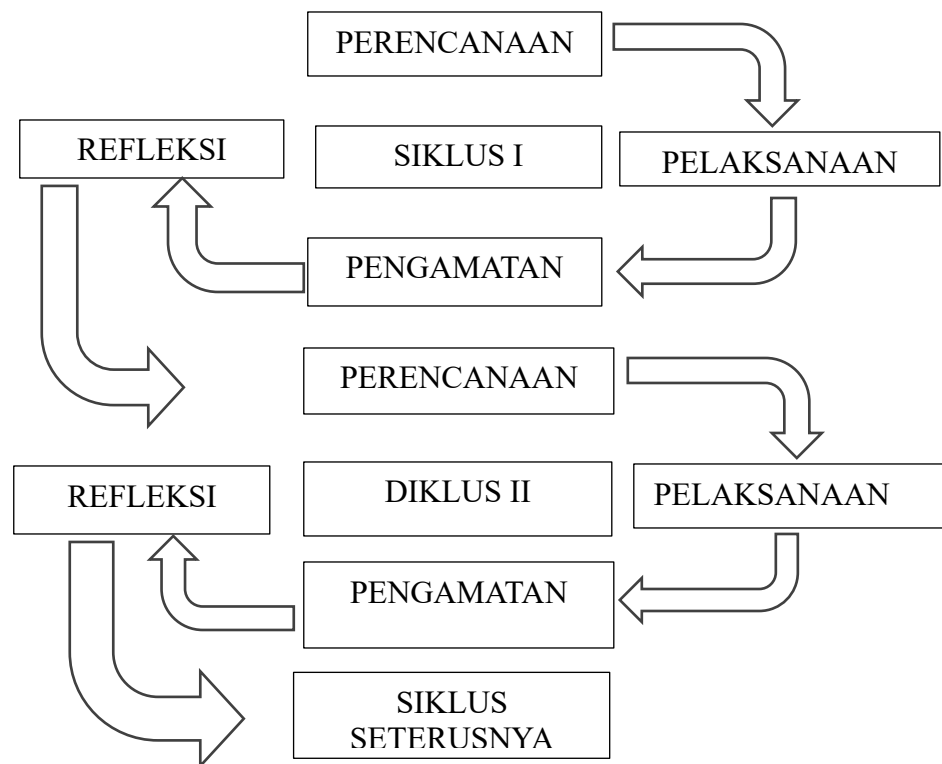 PERENCANAAN
REFLEKSI
SIKLUS I
PELAKSANAAN
PENGAMATAN
PERENCANAAN
REFLEKSI
DIKLUS II
PELAKSANAAN
PENGAMATAN
SIKLUS
SETERUSNYA